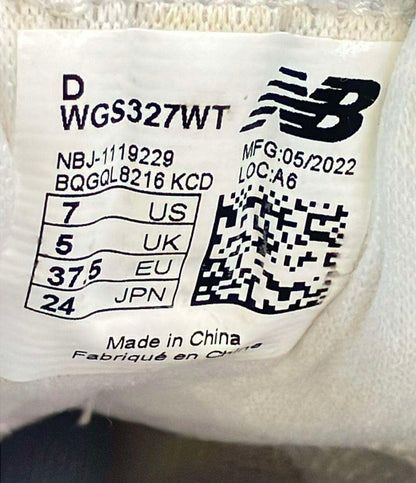 D
WGS327WT
NBJ-1119229
BQGQL8216 KCD
MFG:05/2022
LOC:A6
7 US
5 UK
37.5 EU
24 JPN
Made in China
Fabriqué en Chine